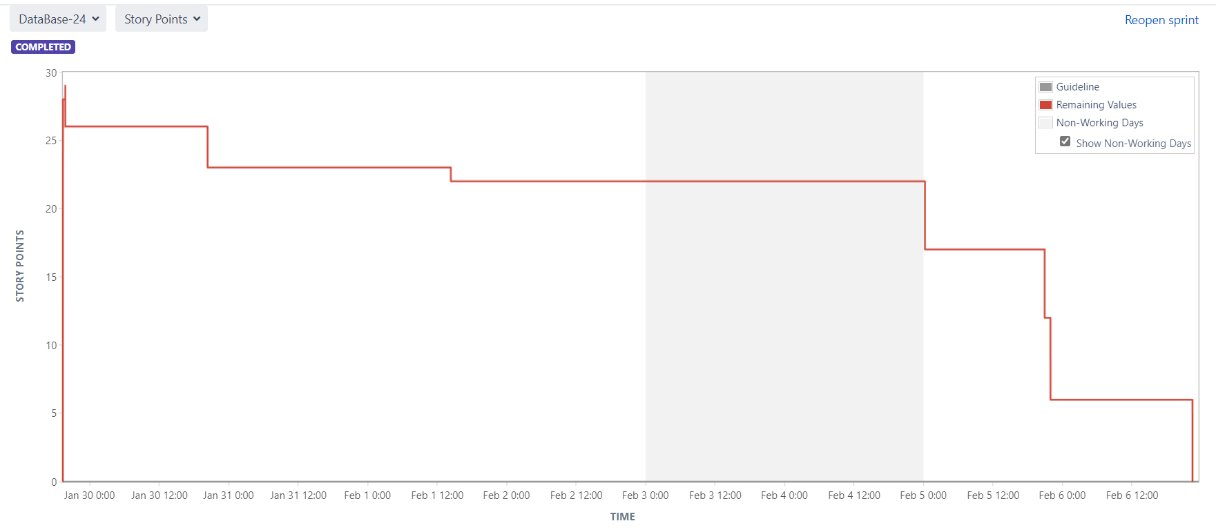 DataBase-24 Story Points Reopen sprint
COMPLETED
30
25
20
15
10
5
0
STORY POINTS
Guideline
Remaining Values
Non-Working Days
Show Non-Working Days
Jan 30 0:00 Jan 30 12:00 Jan 31 0:00 Jan 31 12:00 Feb 1 0:00 Feb 1 12:00 Feb 2 0:00 Feb 2 12:00 Feb 3 0:00 Feb 3 12:00 Feb 4 0:00 Feb 4 12:00 Feb 5 0:00 Feb 5 12:00 Feb 6 0:00 Feb 6 12:00
TIME